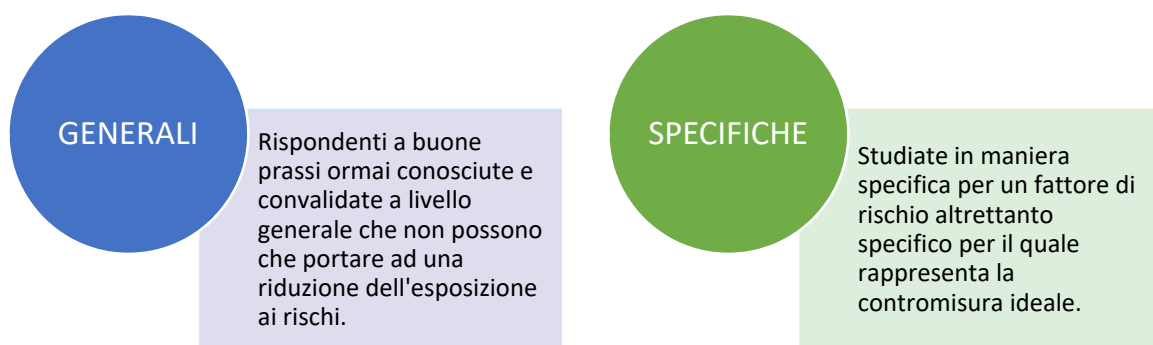 GENERALI
Rispondenti a buone
prassi ormai conosciute e
convalidate a livello
generale che non possono
che portare ad una
riduzione dell'esposizione
ai rischi.
SPECIFICHE
Studiate in maniera
specifica per un fattore di
rischio altrettanto
specifico per il quale
rappresenta la
contromisura ideale.